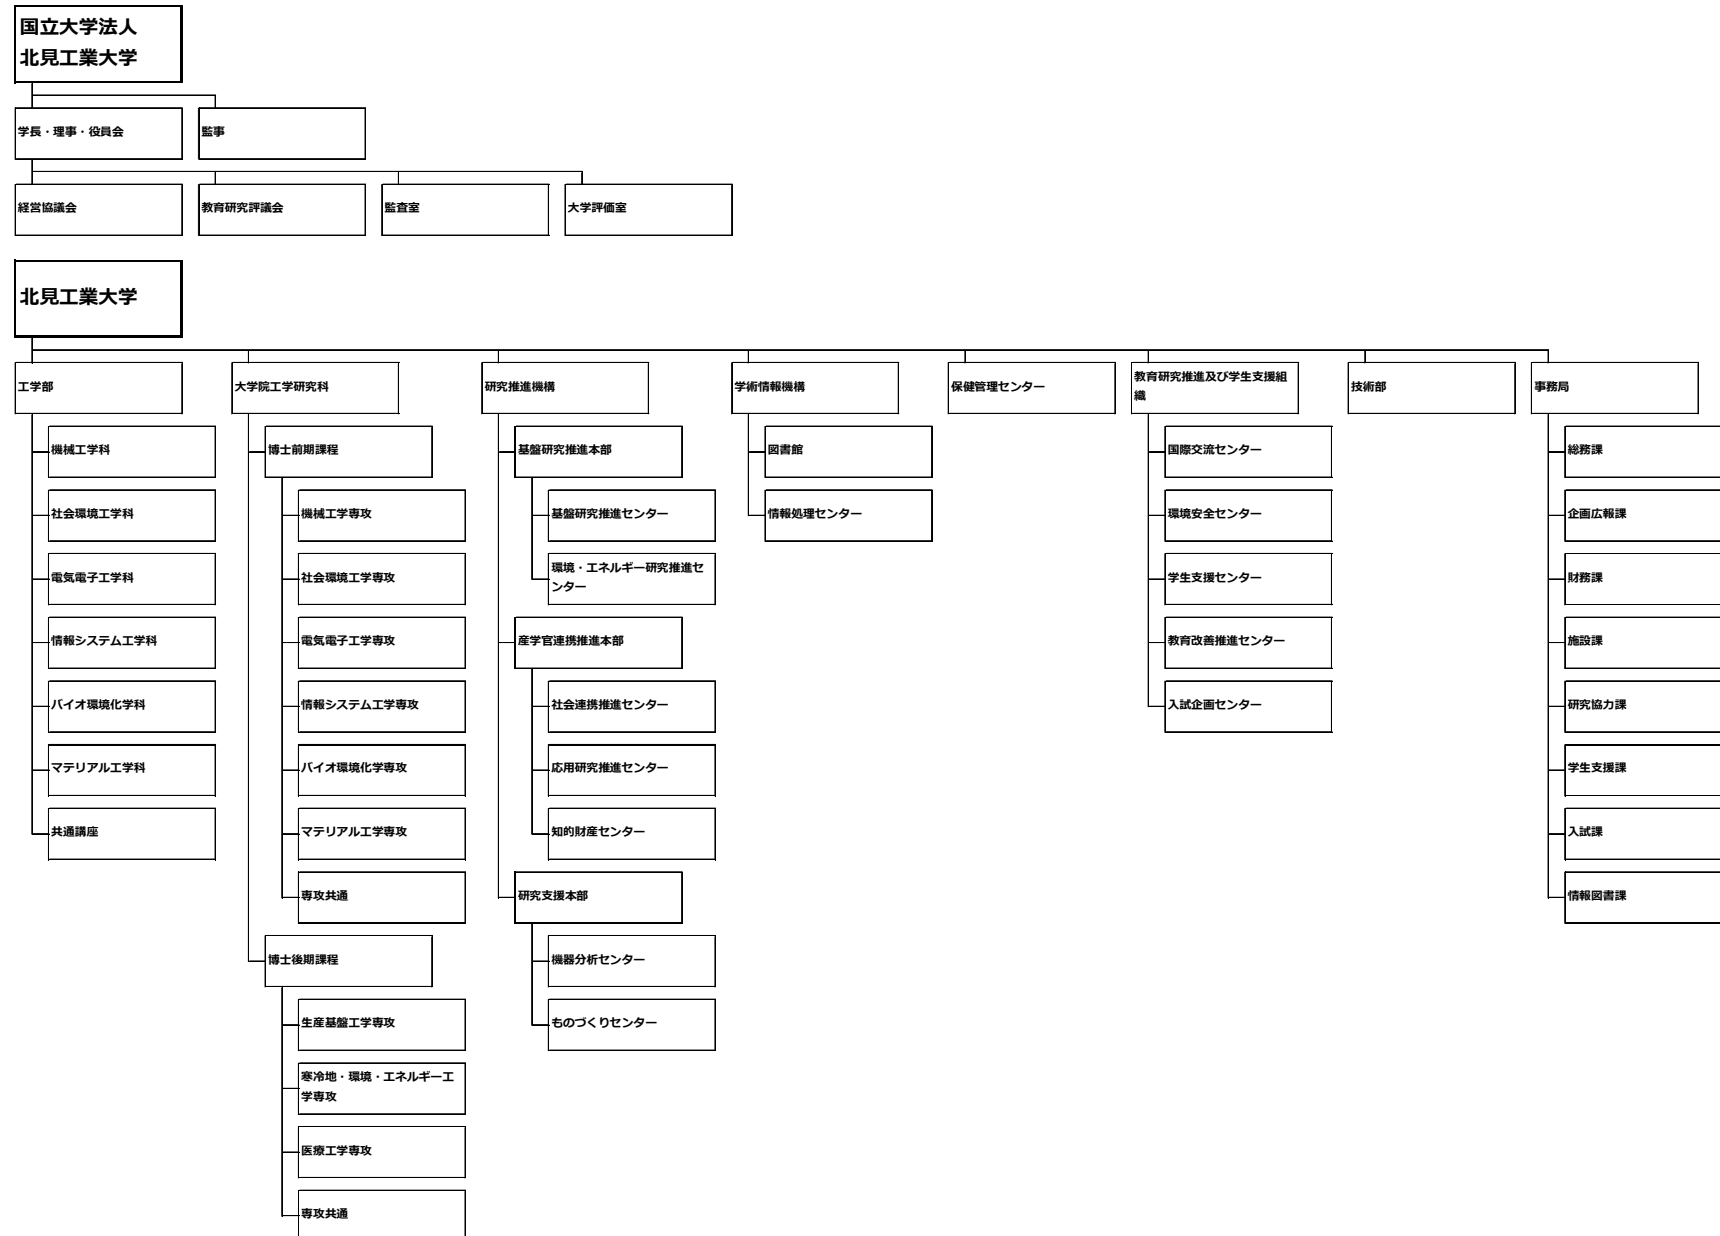 国立大学法人
北見工業大学
学長・理事・役員会
監事
経営協議会
教育研究評議会
監査室
大学評価室
北見工業大学
工学部
機械工学科
社会環境工学科
電気電子工学科
情報システム工学科
バイオ環境化学科
マテリアル工学科
共通講座
大学院工学研究科
博士前期課程
機械工学専攻
社会環境工学専攻
電気電子工学専攻
情報システム工学専攻
バイオ環境化学専攻
マテリアル工学専攻
専攻共通
博士後期課程
生産基盤工学専攻
寒冷地・環境・エネルギー工
学専攻
医療工学専攻
専攻共通
研究推進機構
基盤研究推進本部
基盤研究推進センター
環境・エネルギー研究推進セ
ンター
産学官連携推進本部
社会連携推進センター
応用研究推進センター
知的財産センター
研究支援本部
機器分析センター
ものづくりセンター
学術情報機構
図書館
情報処理センター
保健管理センター
教育研究推進及び学生支援組
織
国際交流センター
環境安全センター
学生支援センター
教育改善推進センター
入試企画センター
技術部
事務局
総務課
企画広報課
財務課
施設課
研究協力課
学生支援課
入試課
情報図書課